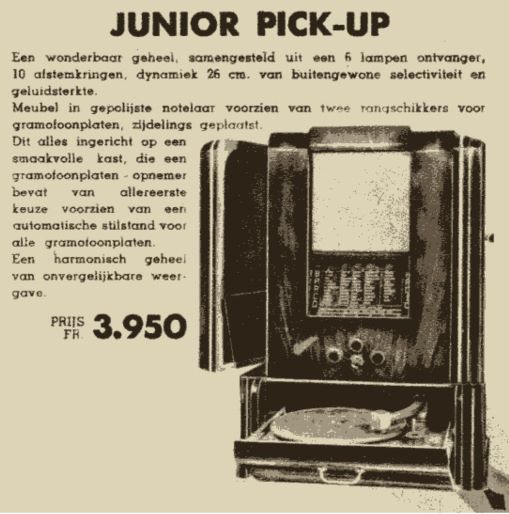 JUNIOR PICK-UP
Een wonderbaar geheel, samengesteld uit een 6 lampen ontvanger,
10 afstemkringen, dynamiek 26 cm. van buitengewone selectiviteit en
geluidsterkte.
Meubel in gepolijste notelaar voorzien van twee rangschikkers voor
gramofoonplaten, zijdelings geplaatst.
Dit alles ingericht op een
smaakvolle kast, die een
gramofoonplaten - opnemer
bevat van allereerste
keuze voorzien van een
automatische stilstand voor
alle gramofoonplaten.
Een harmonisch geheel
van onvergelijkbare weer-
gave.
PRIJS
FR. 3.950